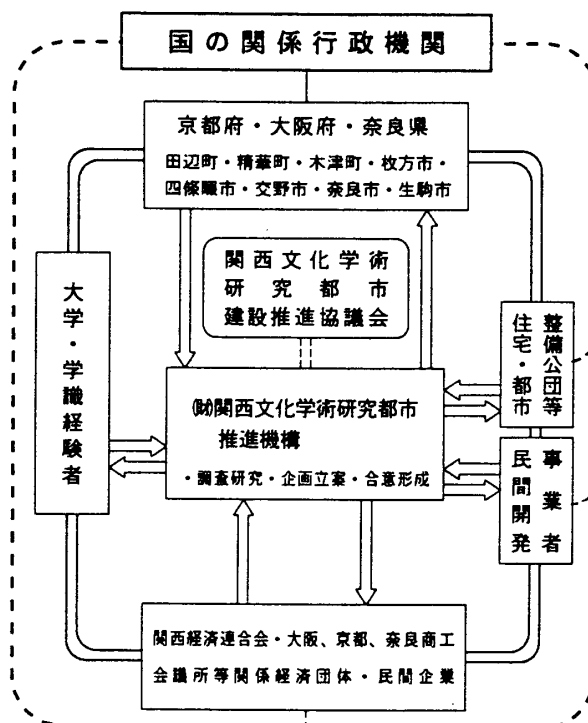 国の関係行政機関
京都府・大阪府・奈良県
田辺町・精華町・木津町・枚方市・
四條畷市・交野市・奈良市・生駒市
関西文化学術
研究都市
建設推進協議会
大学・学識経験者
住宅・都市
整備公団等
㈶関西文化学術研究都市
推進機構
・調査研究・企画立案・合意形成
民間開発
事業者
関西経済連合会・大阪、京都、奈良商工
会議所等関係経済団体・民間企業